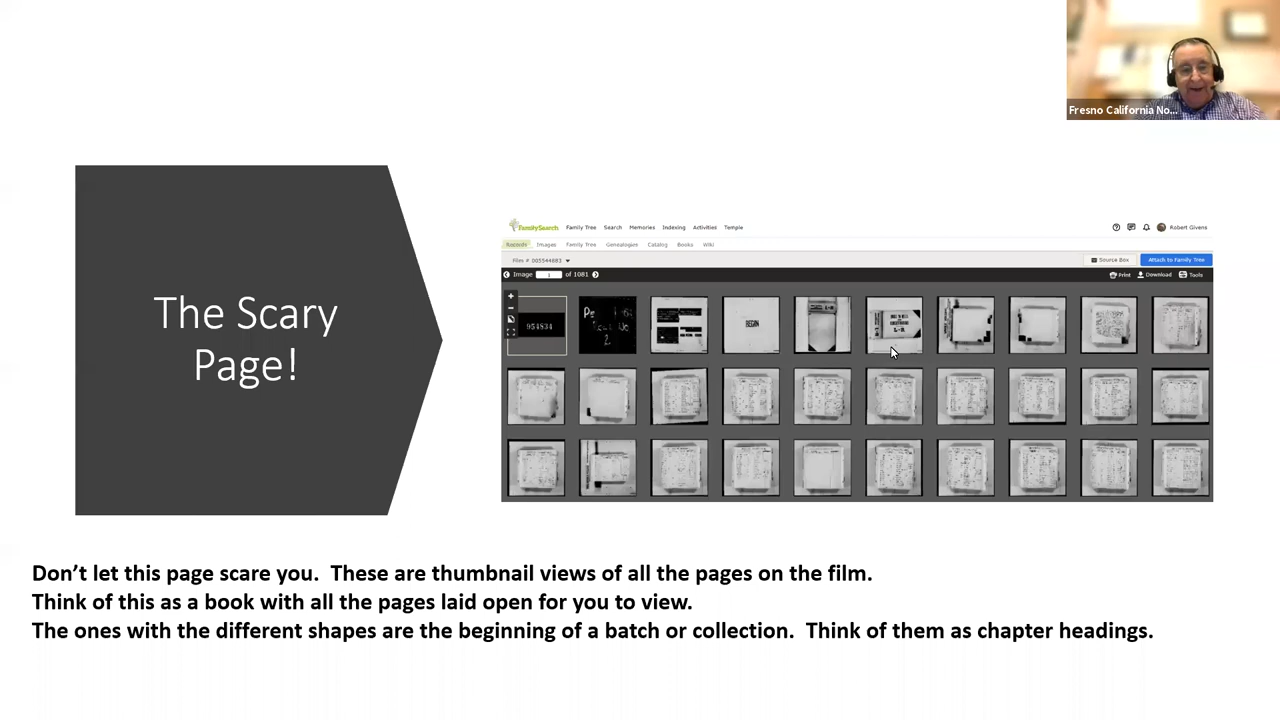 Fresno California No...
The Scary
Page!
FamilySearch Family Tree Search Memories Indexing Activities Temple
Robert Givens
Records Images Family Tree Genealogies Catalog Books Wiki
Film # 005544883
Source Box Attach to Family Tree
Image 1 of 1081
Print Download Tools
954834
BEGAN
Don’t let this page scare you. These are thumbnail views of all the pages on the film.
Think of this as a book with all the pages laid open for you to view.
The ones with the different shapes are the beginning of a batch or collection. Think of them as chapter headings.